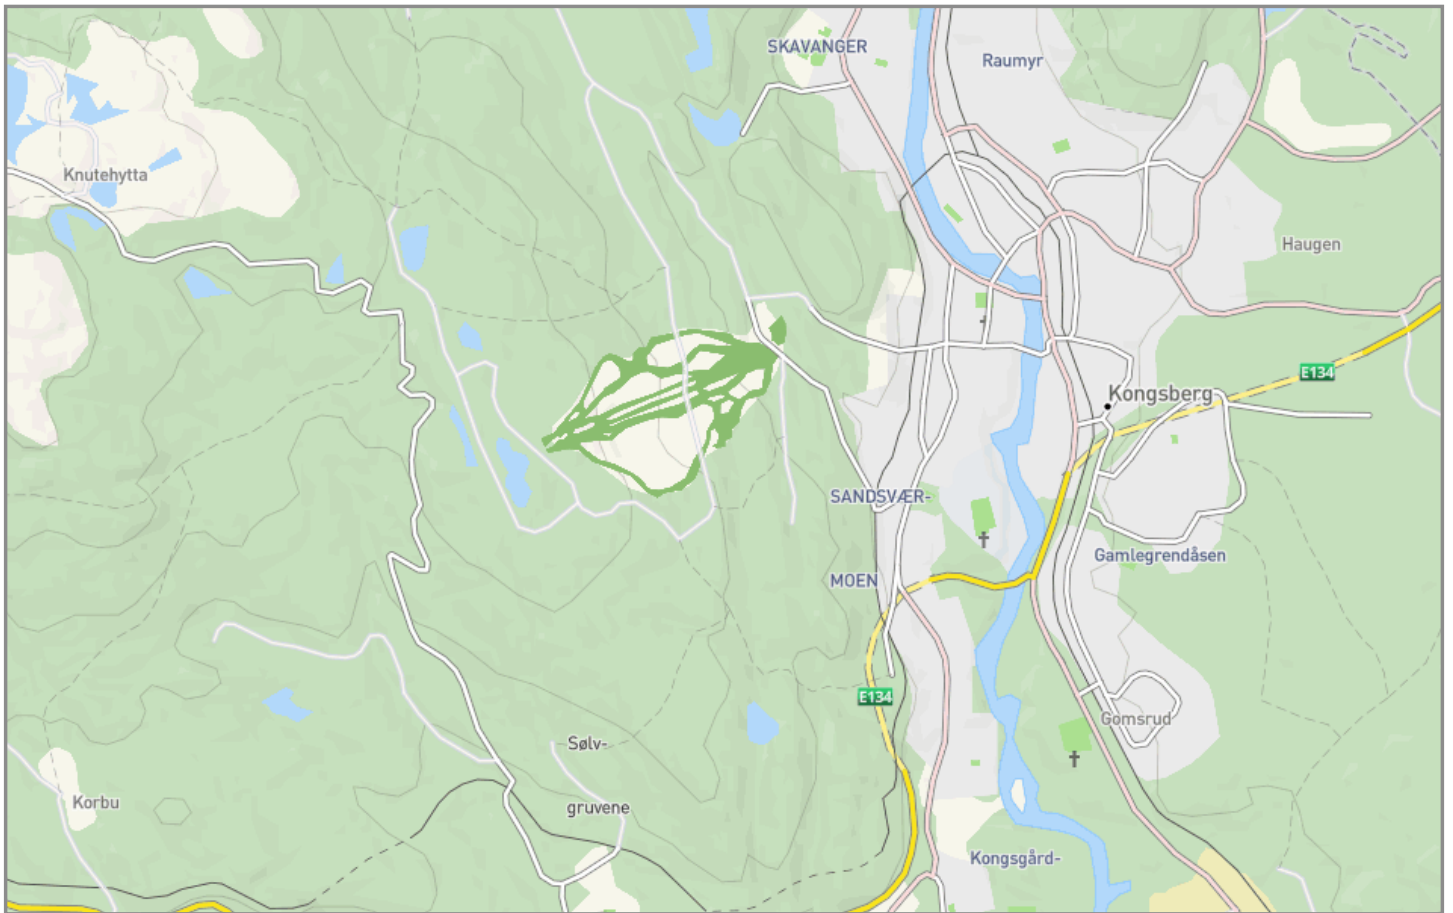 SKAVANGER
Raumyr
Knutehytta
Haugen
E134
Kongsberg
SANDSVÆR-
MOEN
Gamlegrendåsen
E134
Gomsrud
Sølv-
gruvene
Korbu
Kongsgård-